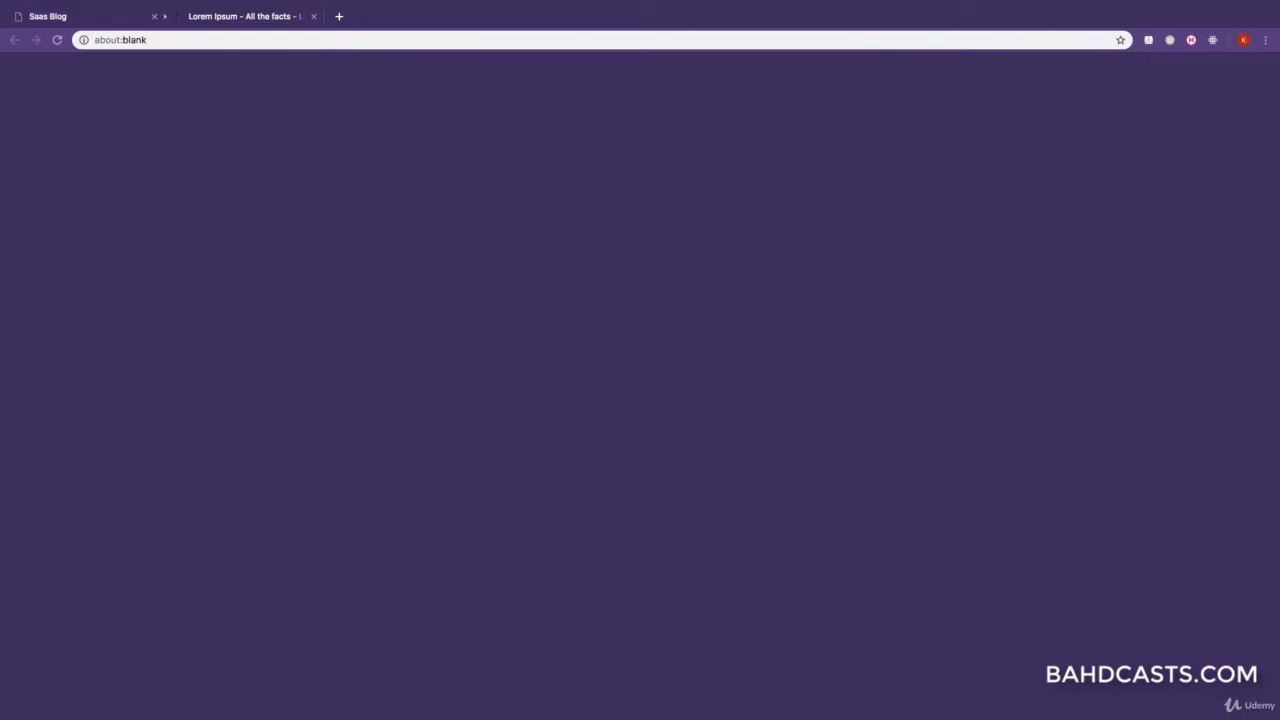 Saas Blog
Lorem Ipsum - All the facts - L
about:blank
K
BAHDCASTS.COM
Udemy